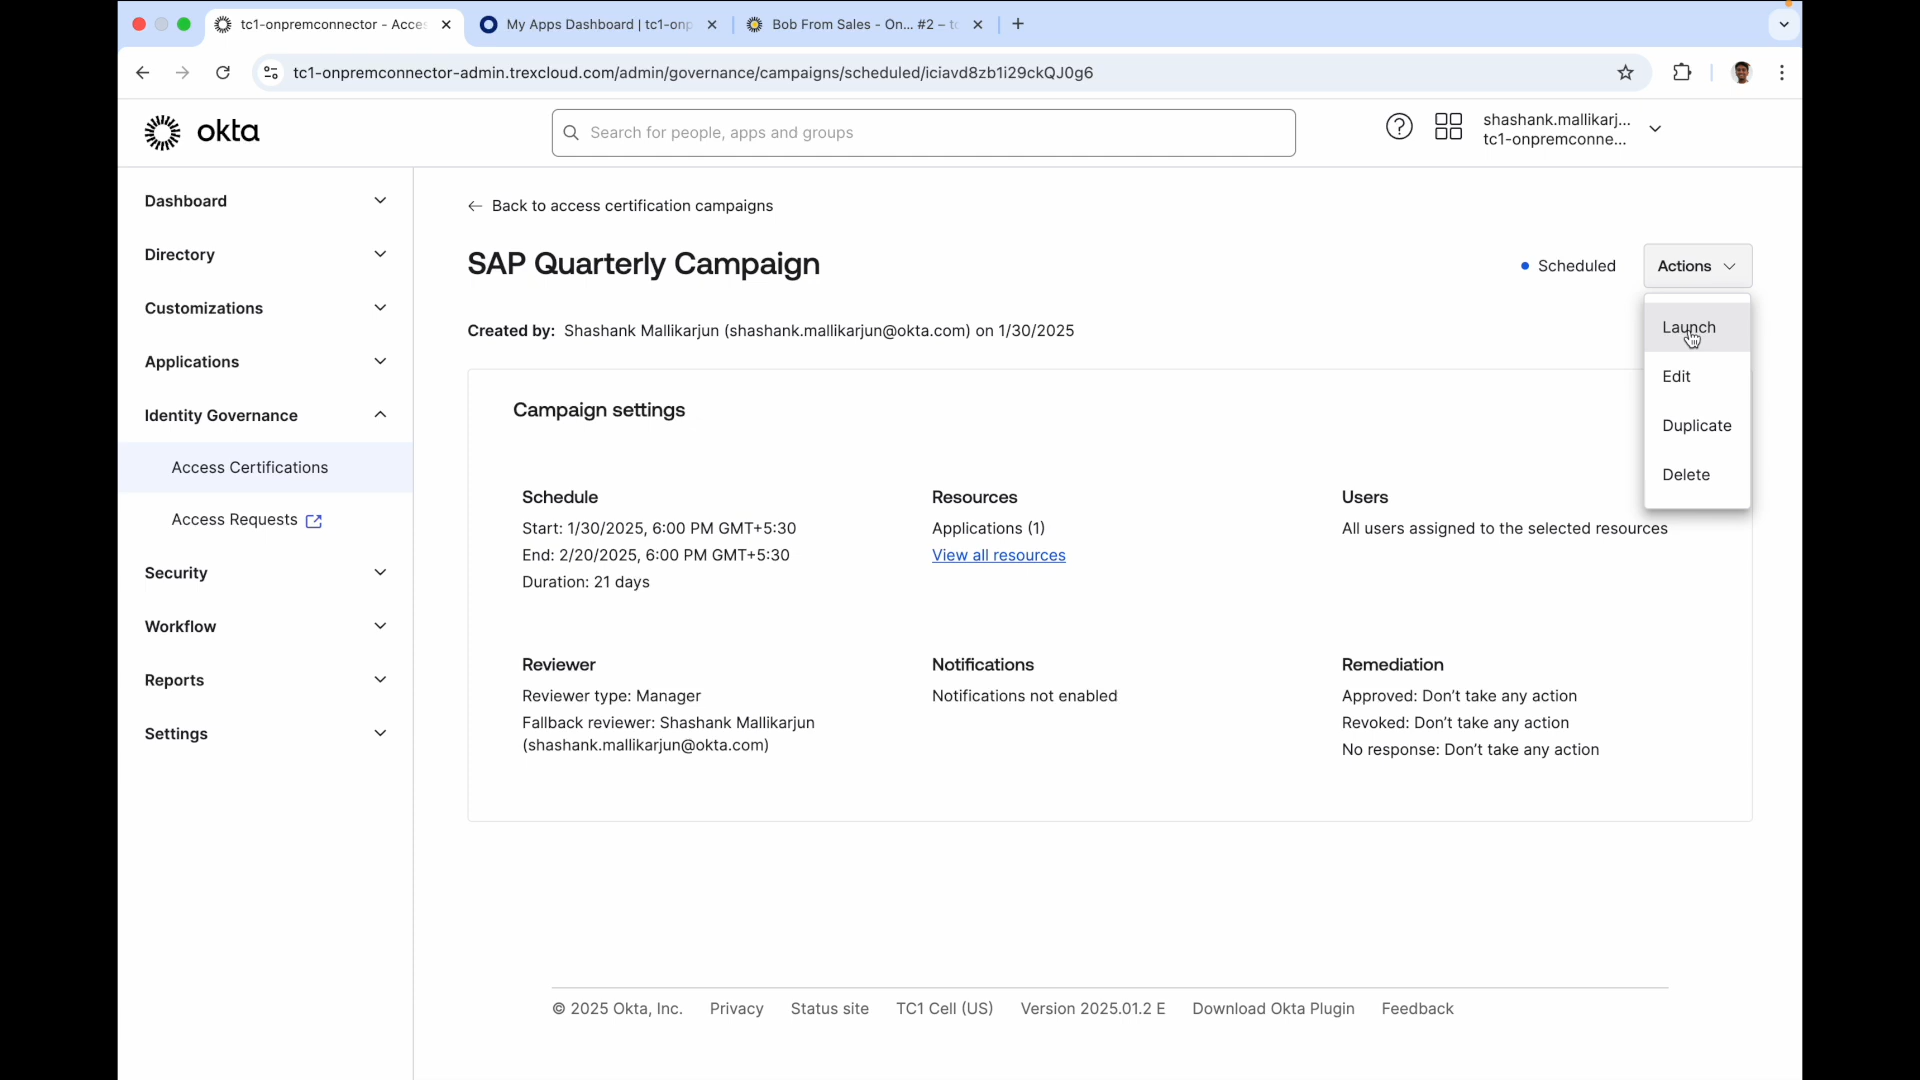 tc1-onpremconnector - Acce
My Apps Dashboard | tc1-onp
Bob From Sales - On... #2 – tc
tc1-onpremconnector-admin.trexcloud.com/admin/governance/campaigns/scheduled/iciavd8zb1i29ckQJ0g6
okta
Search for people, apps and groups
shashank.mallikarj...
tc1-onpremconne...
Dashboard
Directory
Customizations
Applications
Identity Governance
Access Certifications
Access Requests
Security
Workflow
Reports
Settings
Back to access certification campaigns
SAP Quarterly Campaign
Scheduled
Actions
Launch
Edit
Duplicate
Delete
Created by: Shashank Mallikarjun (shashank.mallikarjun@okta.com) on 1/30/2025
Campaign settings
Schedule
Start: 1/30/2025, 6:00 PM GMT+5:30
End: 2/20/2025, 6:00 PM GMT+5:30
Duration: 21 days
Resources
Applications (1)
View all resources
Users
All users assigned to the selected resources
Reviewer
Reviewer type: Manager
Fallback reviewer: Shashank Mallikarjun
(shashank.mallikarjun@okta.com)
Notifications
Notifications not enabled
Remediation
Approved: Don't take any action
Revoked: Don't take any action
No response: Don't take any action
© 2025 Okta, Inc. Privacy Status site TC1 Cell (US) Version 2025.01.2 E Download Okta Plugin Feedback